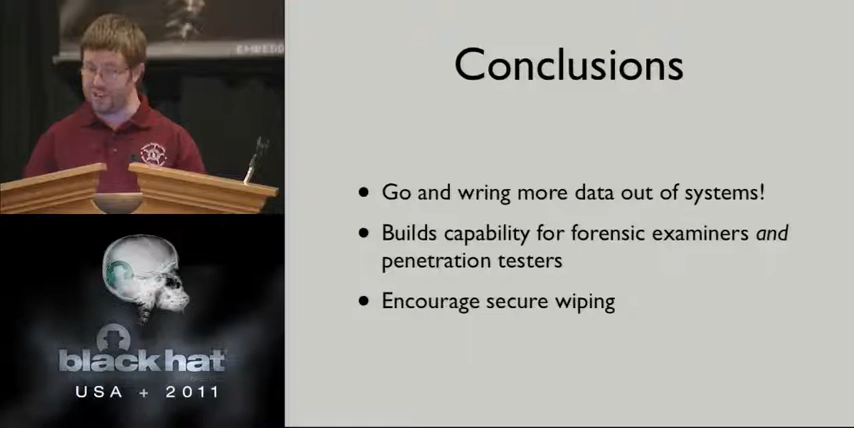 Conclusions
• Go and wring more data out of systems!
• Builds capability for forensic examiners and
penetration testers
• Encourage secure wiping
black hat
USA + 2011